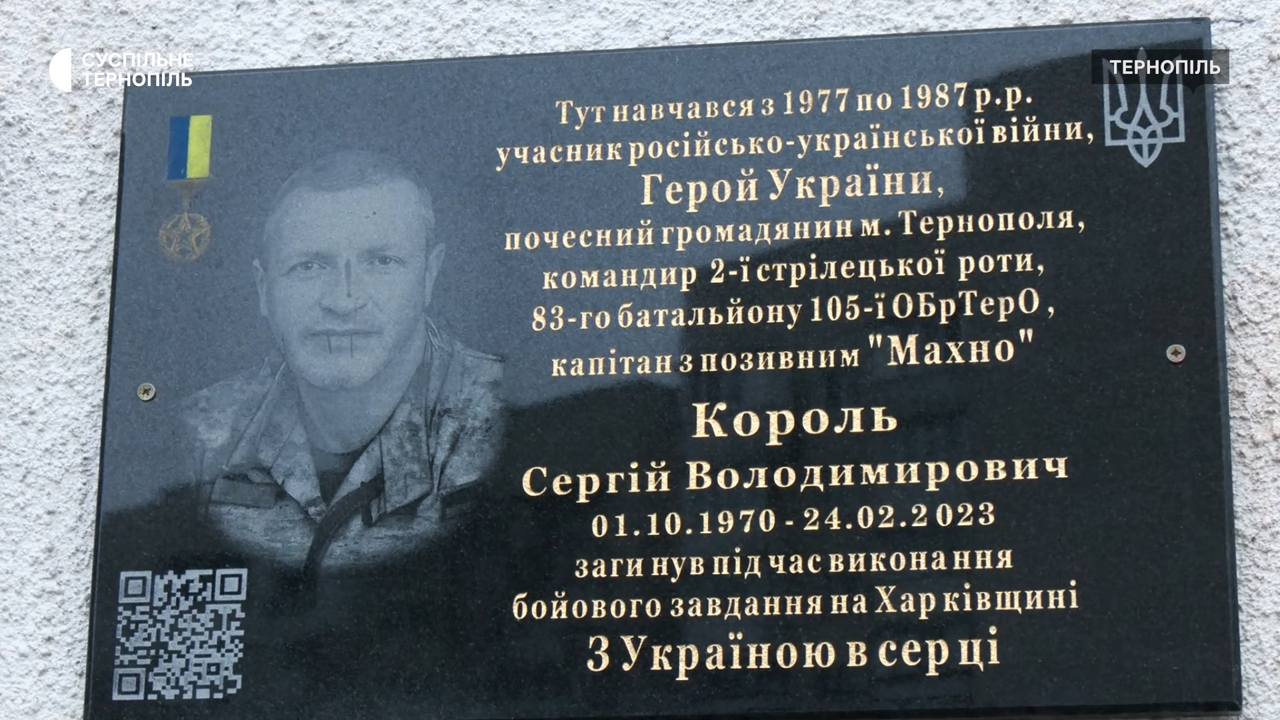 СУСПІЛЬНЕ
ТЕРНОПІЛЬ
ТЕРНОПІЛЬ
Тут навчався з 1977 по 1987 р.р.
учасник російсько-української війни,
Герой України,
почесний громадянин м. Тернополя,
командир 2-ї стрілецької роти,
83-го батальйону 105-ї ОБрТерО,
капітан з позивним "Махно"
Король
Сергій Володимирович
01.10.1970 - 24.02.2023
загинув під час виконання
бойового завдання на Харківщині
З Україною в серці